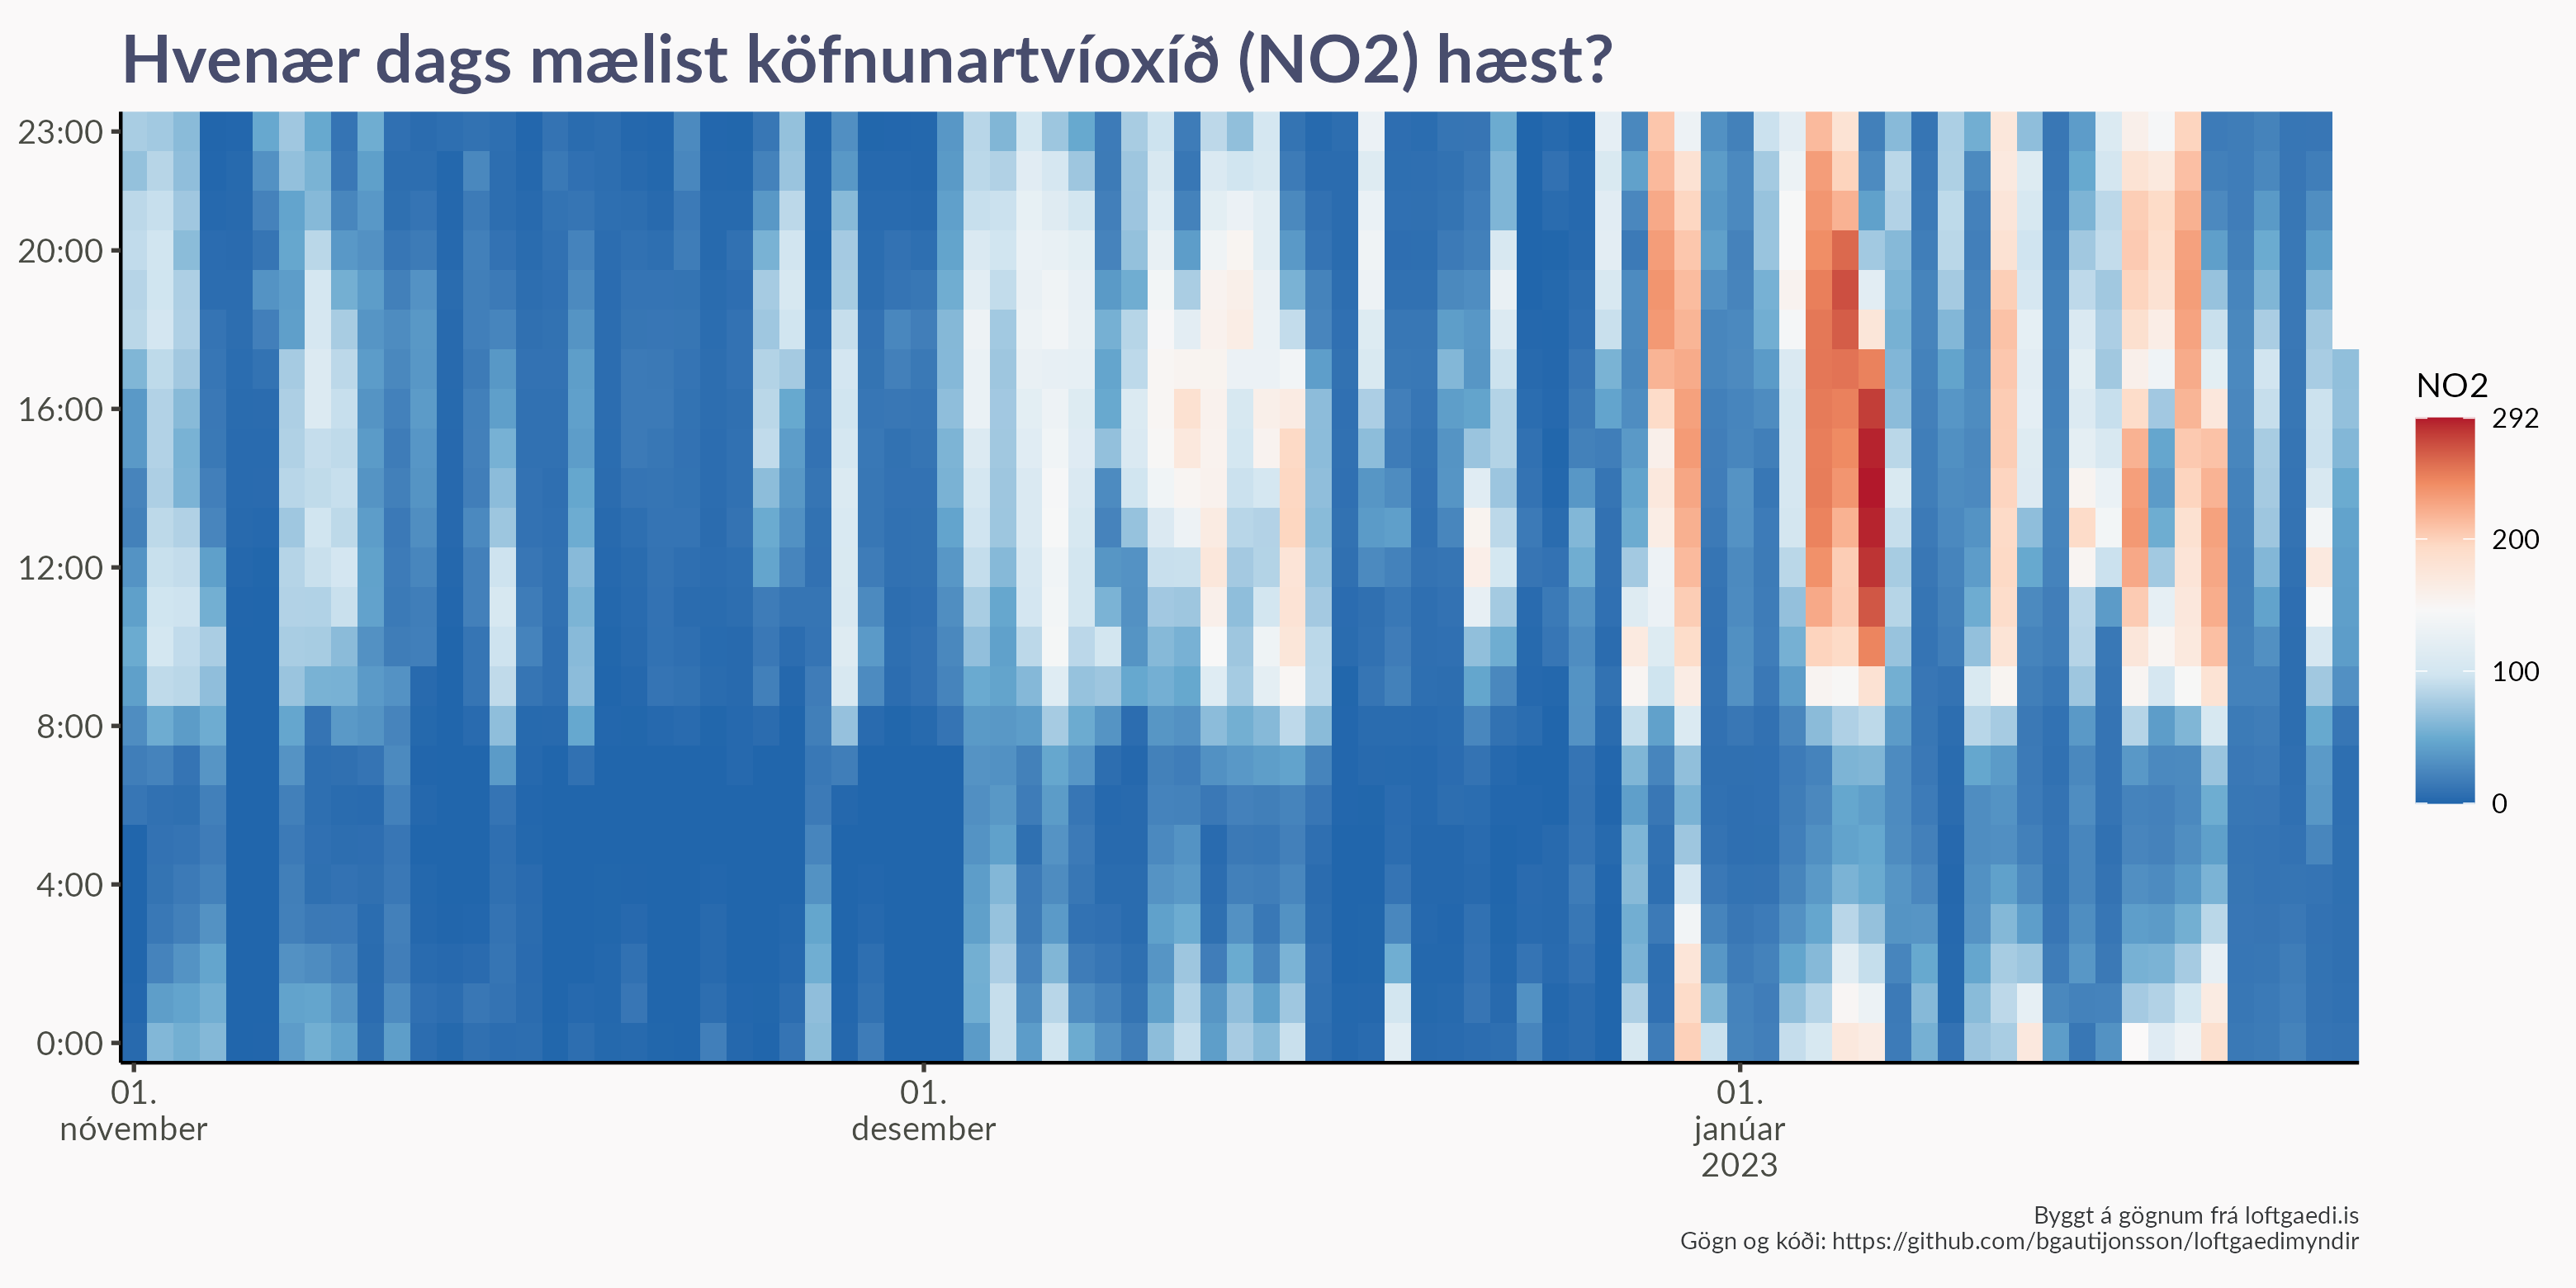 Hvenær dags mælist köfnunartvíoxíð (NO2) hæst?
23:00
20:00
16:00
12:00
8:00
4:00
0:00
01.
nóvember
01.
desember
01.
janúar
2023
NO2
292
200
100
0
Byggt á gögnum frá loftgaedi.is
Gögn og kóði: https://github.com/bgautijonsson/loftgaedimyndir